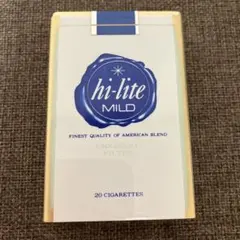 hi-lite
MILD
FINEST QUALITY OF AMERICAN BLEND
20 CIGARETTES